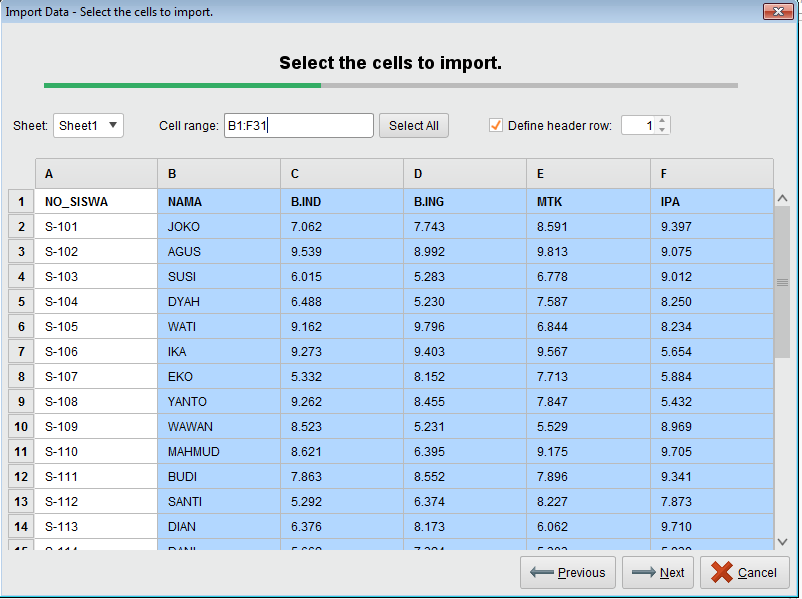 Import Data - Select the cells to import.
Select the cells to import.
Sheet: Sheet1 Cell range: B1:F31 Select All Define header row: 1
A B C D E F
1 NO_SISWA NAMA B.IND B.ING MTK IPA
2 S-101 JOKO 7.062 7.743 8.591 9.397
3 S-102 AGUS 9.539 8.992 9.813 9.075
4 S-103 SUSI 6.015 5.283 6.778 9.012
5 S-104 DYAH 6.488 5.230 7.587 8.250
6 S-105 WATI 9.162 9.796 6.844 8.234
7 S-106 IKA 9.273 9.403 9.567 5.654
8 S-107 EKO 5.332 8.152 7.713 5.884
9 S-108 YANTO 9.262 8.455 7.847 5.432
10 S-109 WAWAN 8.523 5.231 5.529 8.969
11 S-110 MAHMUD 8.621 6.395 9.175 9.705
12 S-111 BUDI 7.863 8.552 7.896 9.341
13 S-112 SANTI 5.292 6.374 8.227 7.873
14 S-113 DIAN 6.376 8.173 6.062 9.710
Previous Next Cancel